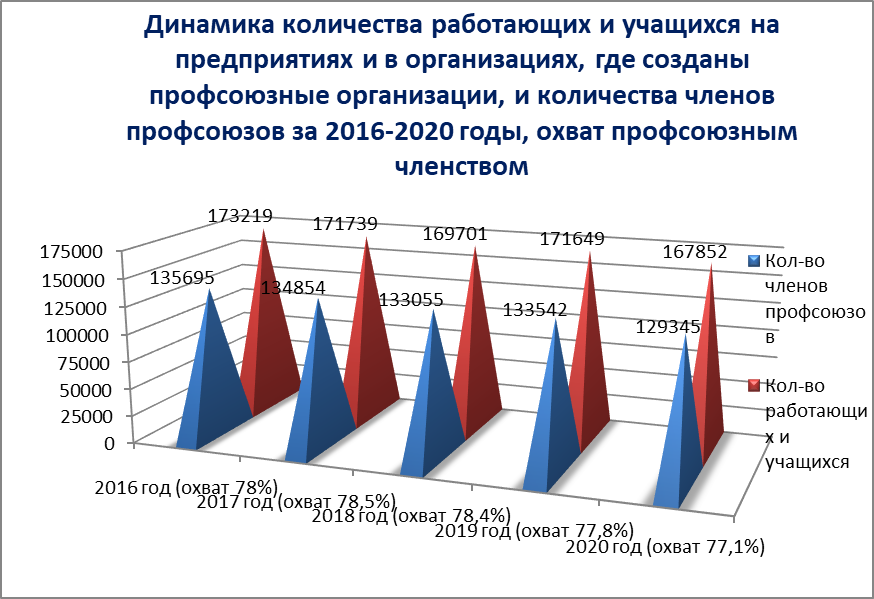 Динамика количества работающих и учащихся на
предприятиях и в организациях, где созданы
профсоюзные организации, и количества членов
профсоюзов за 2016-2020 годы, охват профсоюзным
членством
173219
171739
169701
171649
167852
175000
150000
125000
100000
75000
50000
25000
0
135695
134854
133055
133542
129345
Кол-во
членов
профсоюзо
в
Кол-во
работающи
х и
учащихся
2016 год (охват 78%)
2017 год (охват 78,5%)
2018 год (охват 78,4%)
2019 год (охват 77,8%)
2020 год (охват 77,1%)